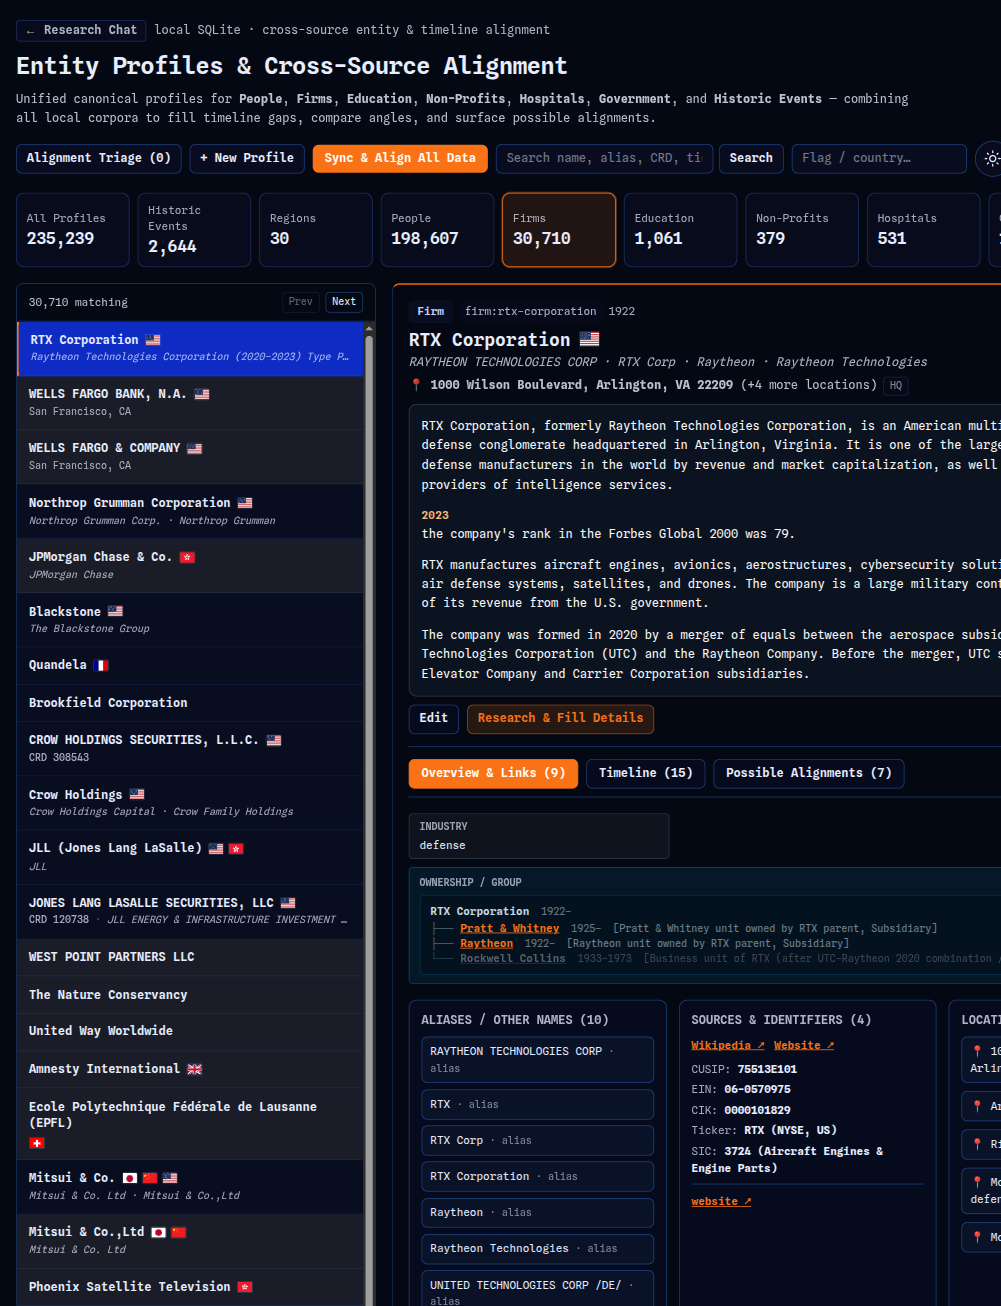 ← Research Chat local SQLite · cross-source entity & timeline alignment
Entity Profiles & Cross-Source Alignment
Unified canonical profiles for People, Firms, Education, Non-Profits, Hospitals, Government, and Historic Events — combining
all local corpora to fill timeline gaps, compare angles, and surface possible alignments.
Alignment Triage (0) + New Profile Sync & Align All Data Search name, alias, CRD, ti Search Flag / country…
All Profiles
235,239
Historic
Events
2,644
Regions
30
People
198,607
Firms
30,710
Education
1,061
Non-Profits
379
Hospitals
531
30,710 matching Prev Next
RTX Corporation
Raytheon Technologies Corporation (2020–2023) Type P…
WELLS FARGO BANK, N.A.
San Francisco, CA
WELLS FARGO & COMPANY
San Francisco, CA
Northrop Grumman Corporation
Northrop Grumman Corp. · Northrop Grumman
JPMorgan Chase & Co.
JPMorgan Chase
Blackstone
The Blackstone Group
Quandela
Brookfield Corporation
CROW HOLDINGS SECURITIES, L.L.C.
CRD 308543
Crow Holdings
Crow Holdings Capital · Crow Family Holdings
JLL (Jones Lang LaSalle)
JLL
JONES LANG LASALLE SECURITIES, LLC
CRD 120738 · JLL ENERGY & INFRASTRUCTURE INVESTMENT …
WEST POINT PARTNERS LLC
The Nature Conservancy
United Way Worldwide
Amnesty International
Ecole Polytechnique Fédérale de Lausanne
(EPFL)
Mitsui & Co.
Mitsui & Co. Ltd · Mitsui & Co.,Ltd
Mitsui & Co.,Ltd
Mitsui & Co. Ltd
Phoenix Satellite Television
Firm firm:rtx-corporation 1922
RTX Corporation
RAYTHEON TECHNOLOGIES CORP · RTX Corp · Raytheon · Raytheon Technologies
1000 Wilson Boulevard, Arlington, VA 22209 (+4 more locations) HQ
RTX Corporation, formerly Raytheon Technologies Corporation, is an American multi
defense conglomerate headquartered in Arlington, Virginia. It is one of the large
defense manufacturers in the world by revenue and market capitalization, as well
providers of intelligence services.
2023
the company's rank in the Forbes Global 2000 was 79.
RTX manufactures aircraft engines, avionics, aerostructures, cybersecurity soluti
air defense systems, satellites, and drones. The company is a large military cont
of its revenue from the U.S. government.
The company was formed in 2020 by a merger of equals between the aerospace subsid
Technologies Corporation (UTC) and the Raytheon Company. Before the merger, UTC s
Elevator Company and Carrier Corporation subsidiaries.
Edit Research & Fill Details
Overview & Links (9) Timeline (15) Possible Alignments (7)
INDUSTRY
defense
OWNERSHIP / GROUP
RTX Corporation 1922–
├── Pratt & Whitney 1925– [Pratt & Whitney unit owned by RTX parent, Subsidiary]
├── Raytheon 1922– [Raytheon unit owned by RTX parent, Subsidiary]
└── Rockwell Collins 1933–1973 [Business unit of RTX (after UTC-Raytheon 2020 combination /
ALIASES / OTHER NAMES (10)
RAYTHEON TECHNOLOGIES CORP ·
alias
RTX · alias
RTX Corp · alias
RTX Corporation · alias
Raytheon · alias
Raytheon Technologies · alias
UNITED TECHNOLOGIES CORP /DE/ ·
alias
SOURCES & IDENTIFIERS (4)
Wikipedia ↗ Website ↗
CUSIP: 75513E101
EIN: 06-0570975
CIK: 0000101829
Ticker: RTX (NYSE, US)
SIC: 3724 (Aircraft Engines &
Engine Parts)
website ↗
LOCATI
10
Arlin
Ar
Ri
Mc
defen
Mc